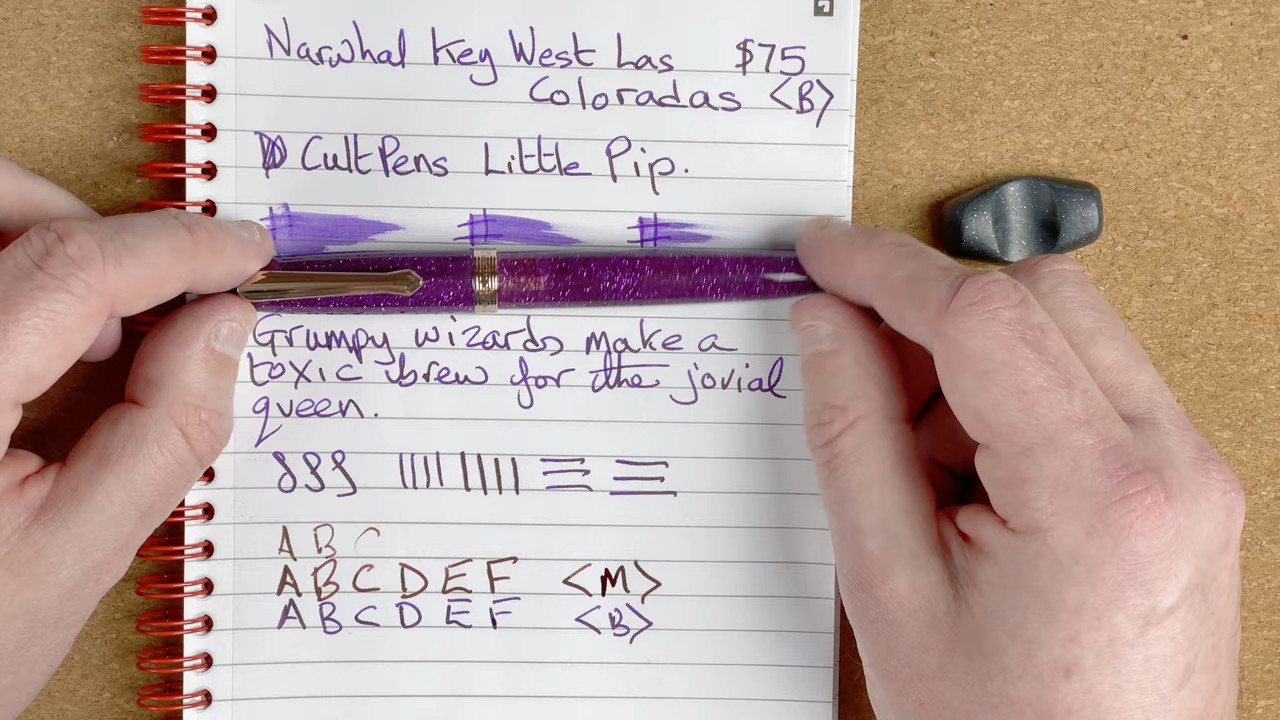 Narwhal Key West Las $75
Coloradas <B>
Cult Pens Little Pip.
Grumpy wizards make a
toxic brew for the jovial
queen.
A B C
A B C D E F <M>
A B C D E F <B>